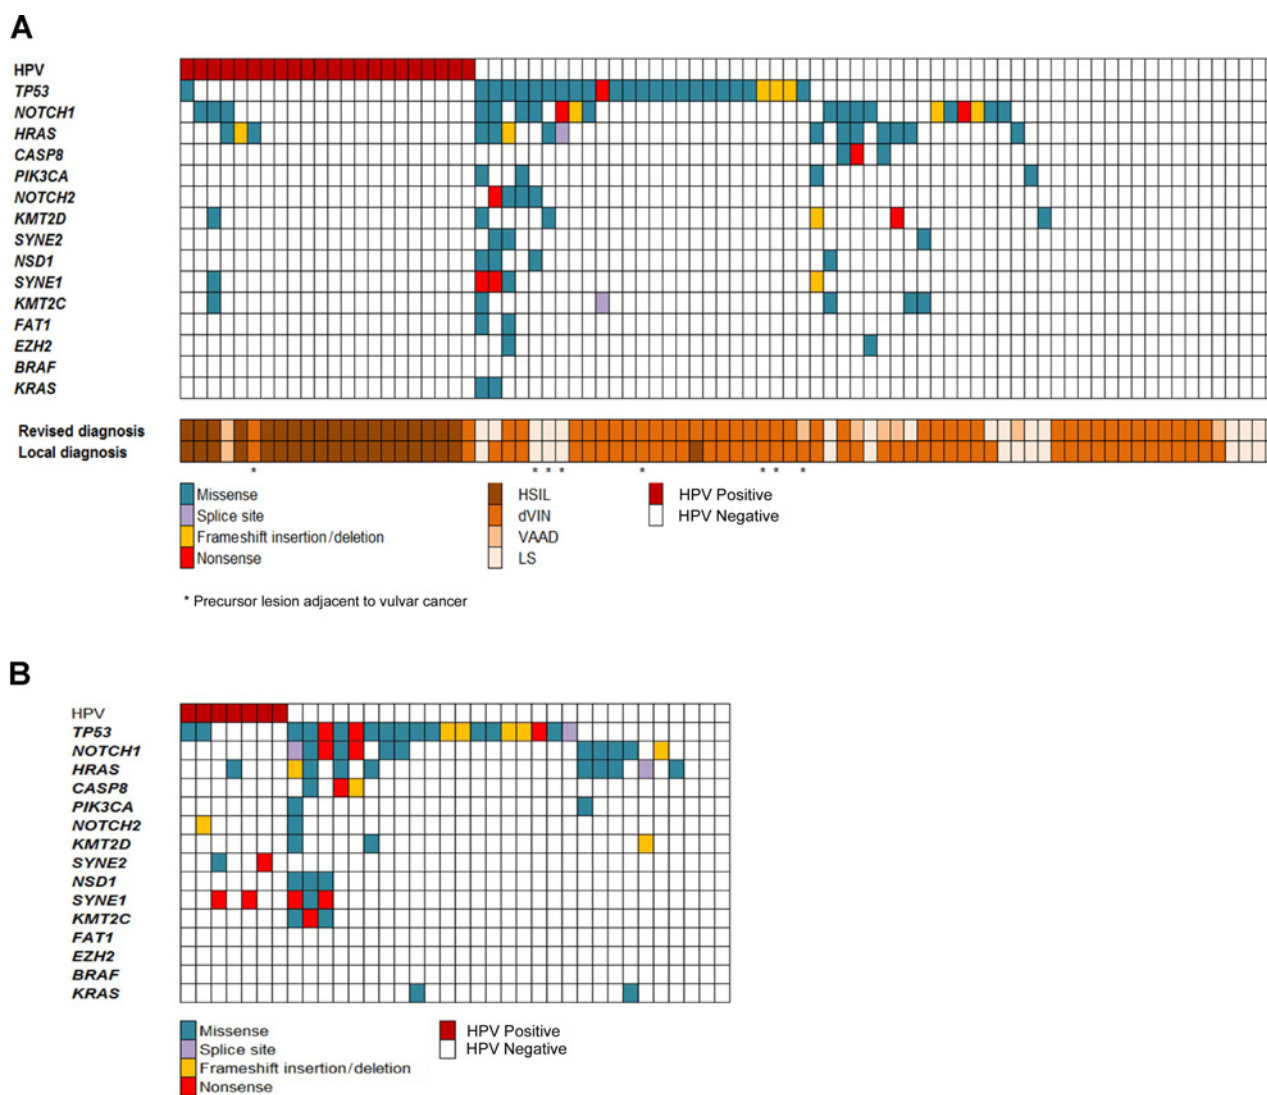 A
HPV
TP53
NOTCH1
HRAS
CASP8
PIK3CA
NOTCH2
KMT2D
SYNE2
NSD1
SYNE1
KMT2C
FAT1
EZH2
BRAF
KRAS
Revised diagnosis
Local diagnosis
* * * * * * * *
Missense HSIL HPV Positive
Splice site dVIN HPV Negative
Frameshift insertion/deletion VAAD
Nonsense LS
* Precursor lesion adjacent to vulvar cancer
B
HPV
TP53
NOTCH1
HRAS
CASP8
PIK3CA
NOTCH2
KMT2D
SYNE2
NSD1
SYNE1
KMT2C
FAT1
EZH2
BRAF
KRAS
Missense HPV Positive
Splice site HPV Negative
Frameshift insertion/deletion
Nonsense